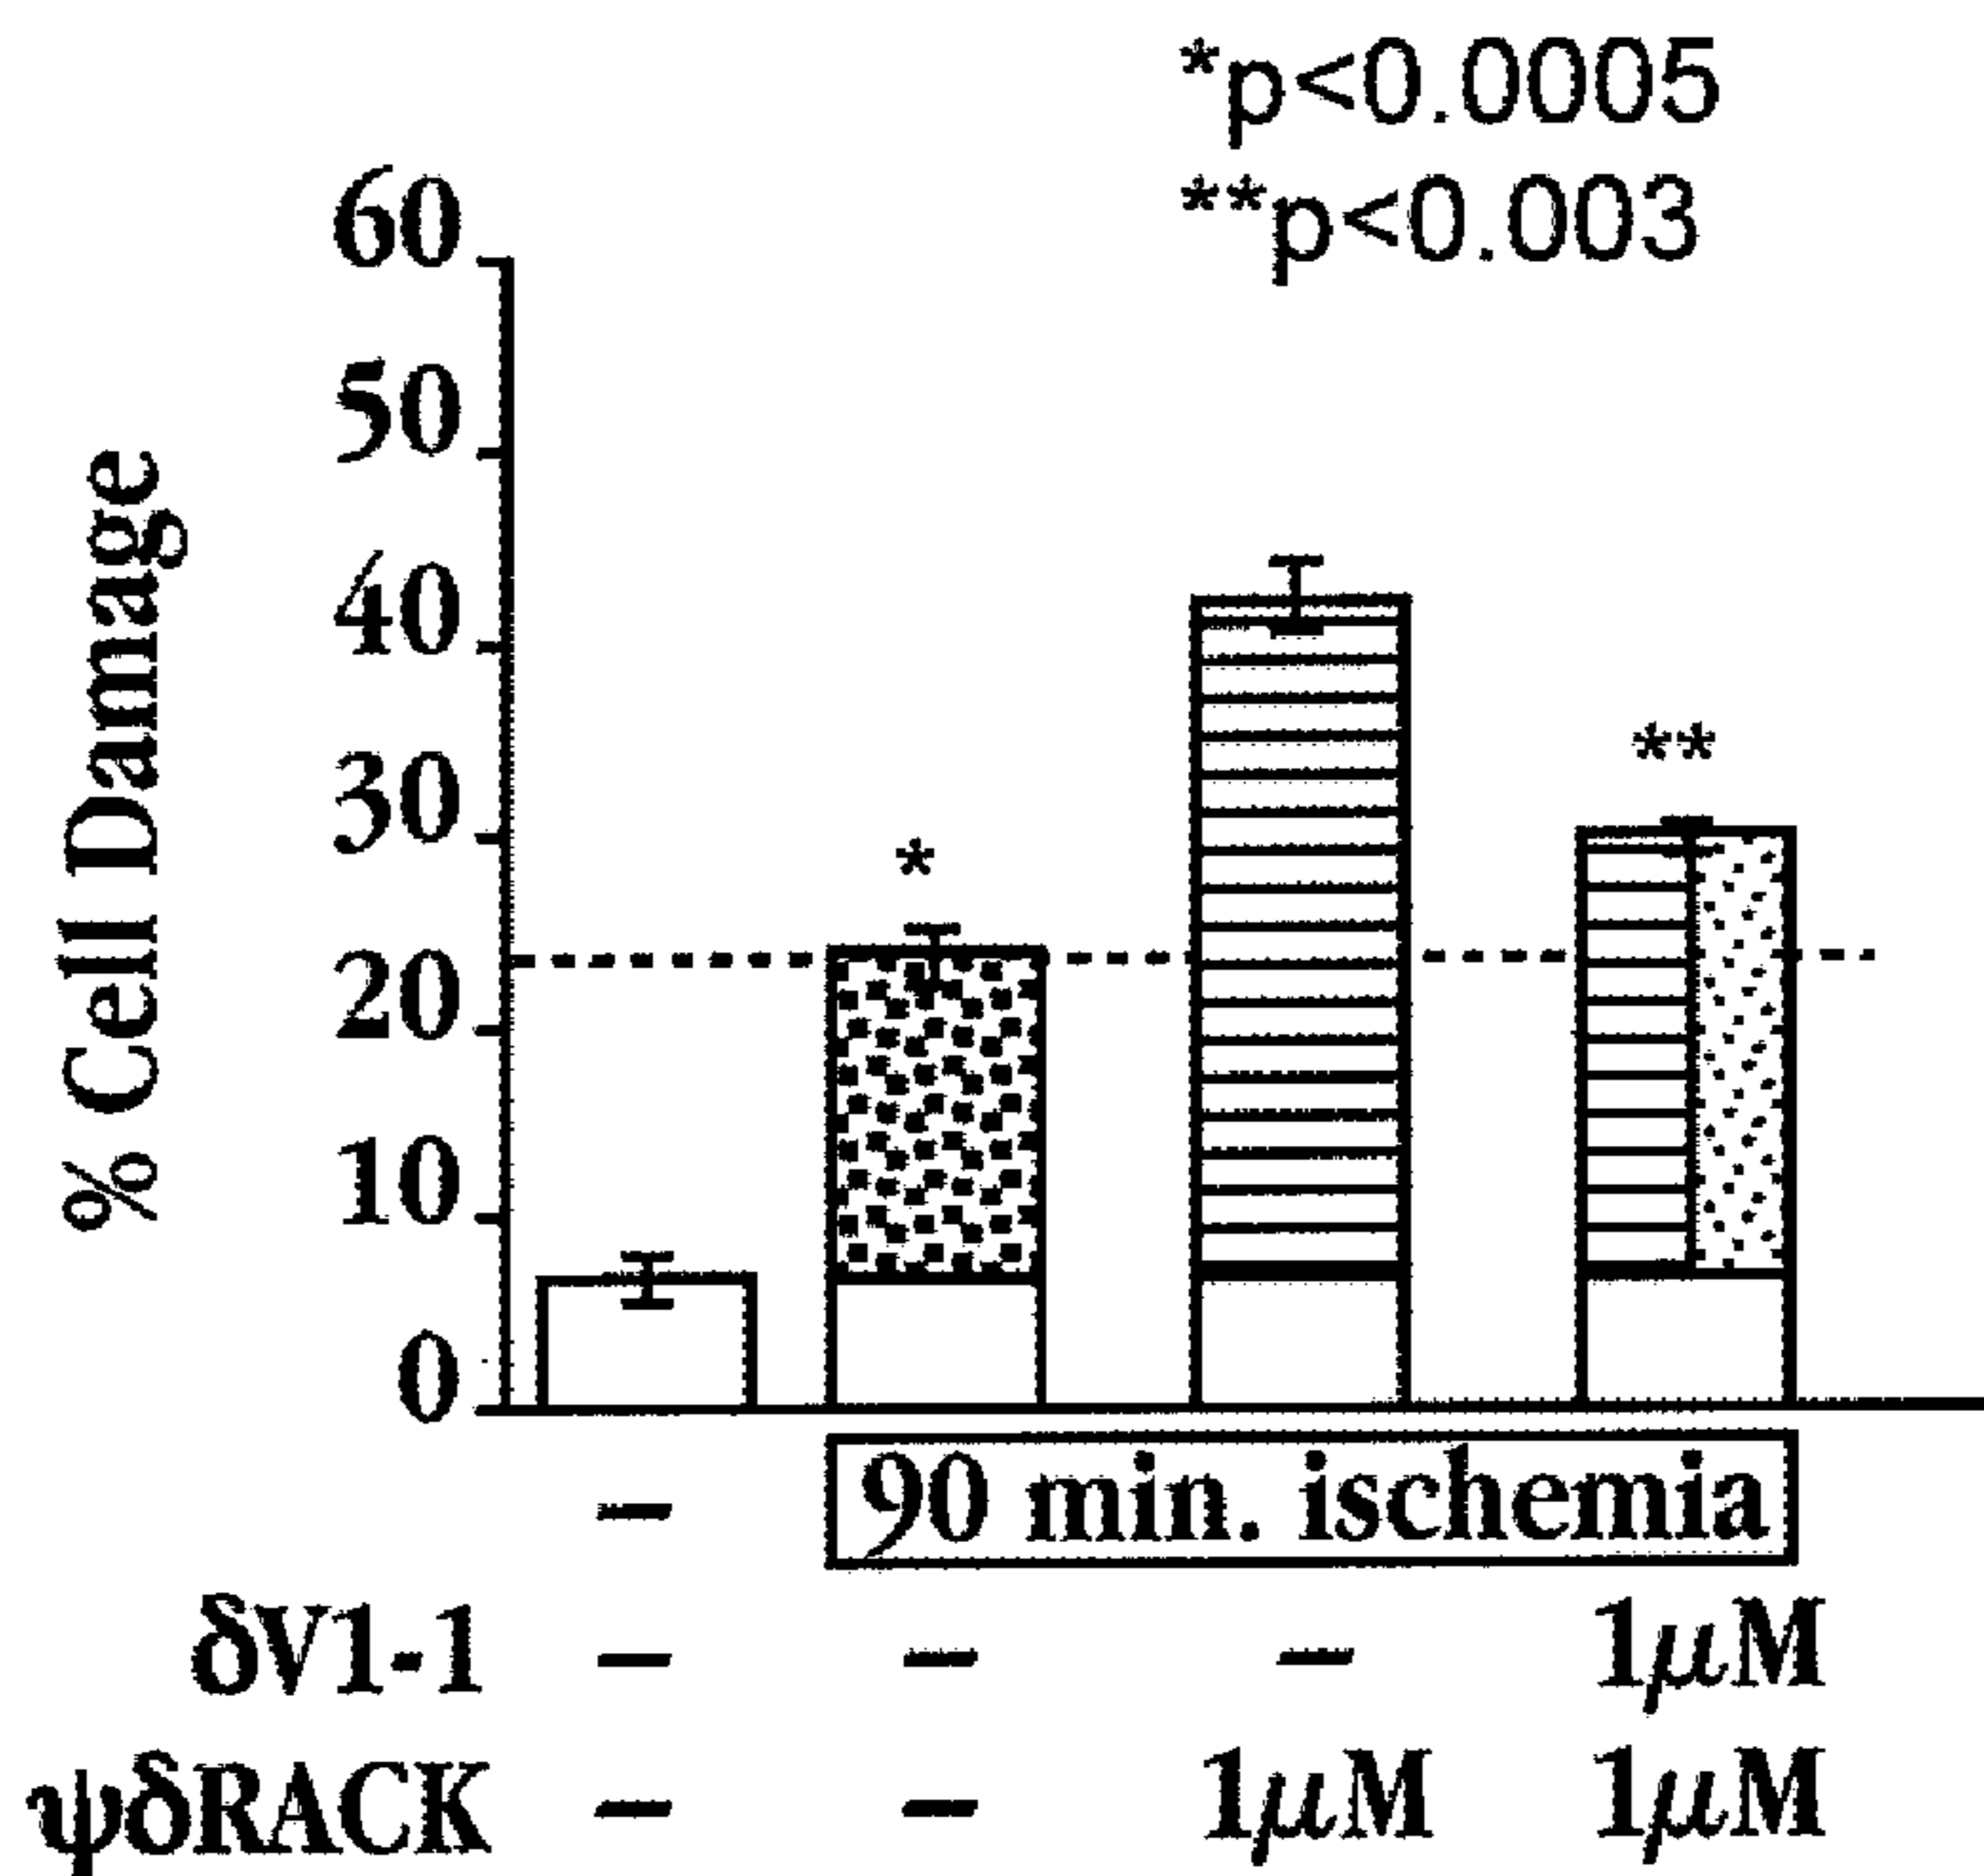 *p<0.0005
**p<0.003
60
50
40
30
20
10
0
% Cell Damage
*
**
– 90 min. ischemia
δV1-1 – – – 1μM
ψδRACK – – 1μM 1μM